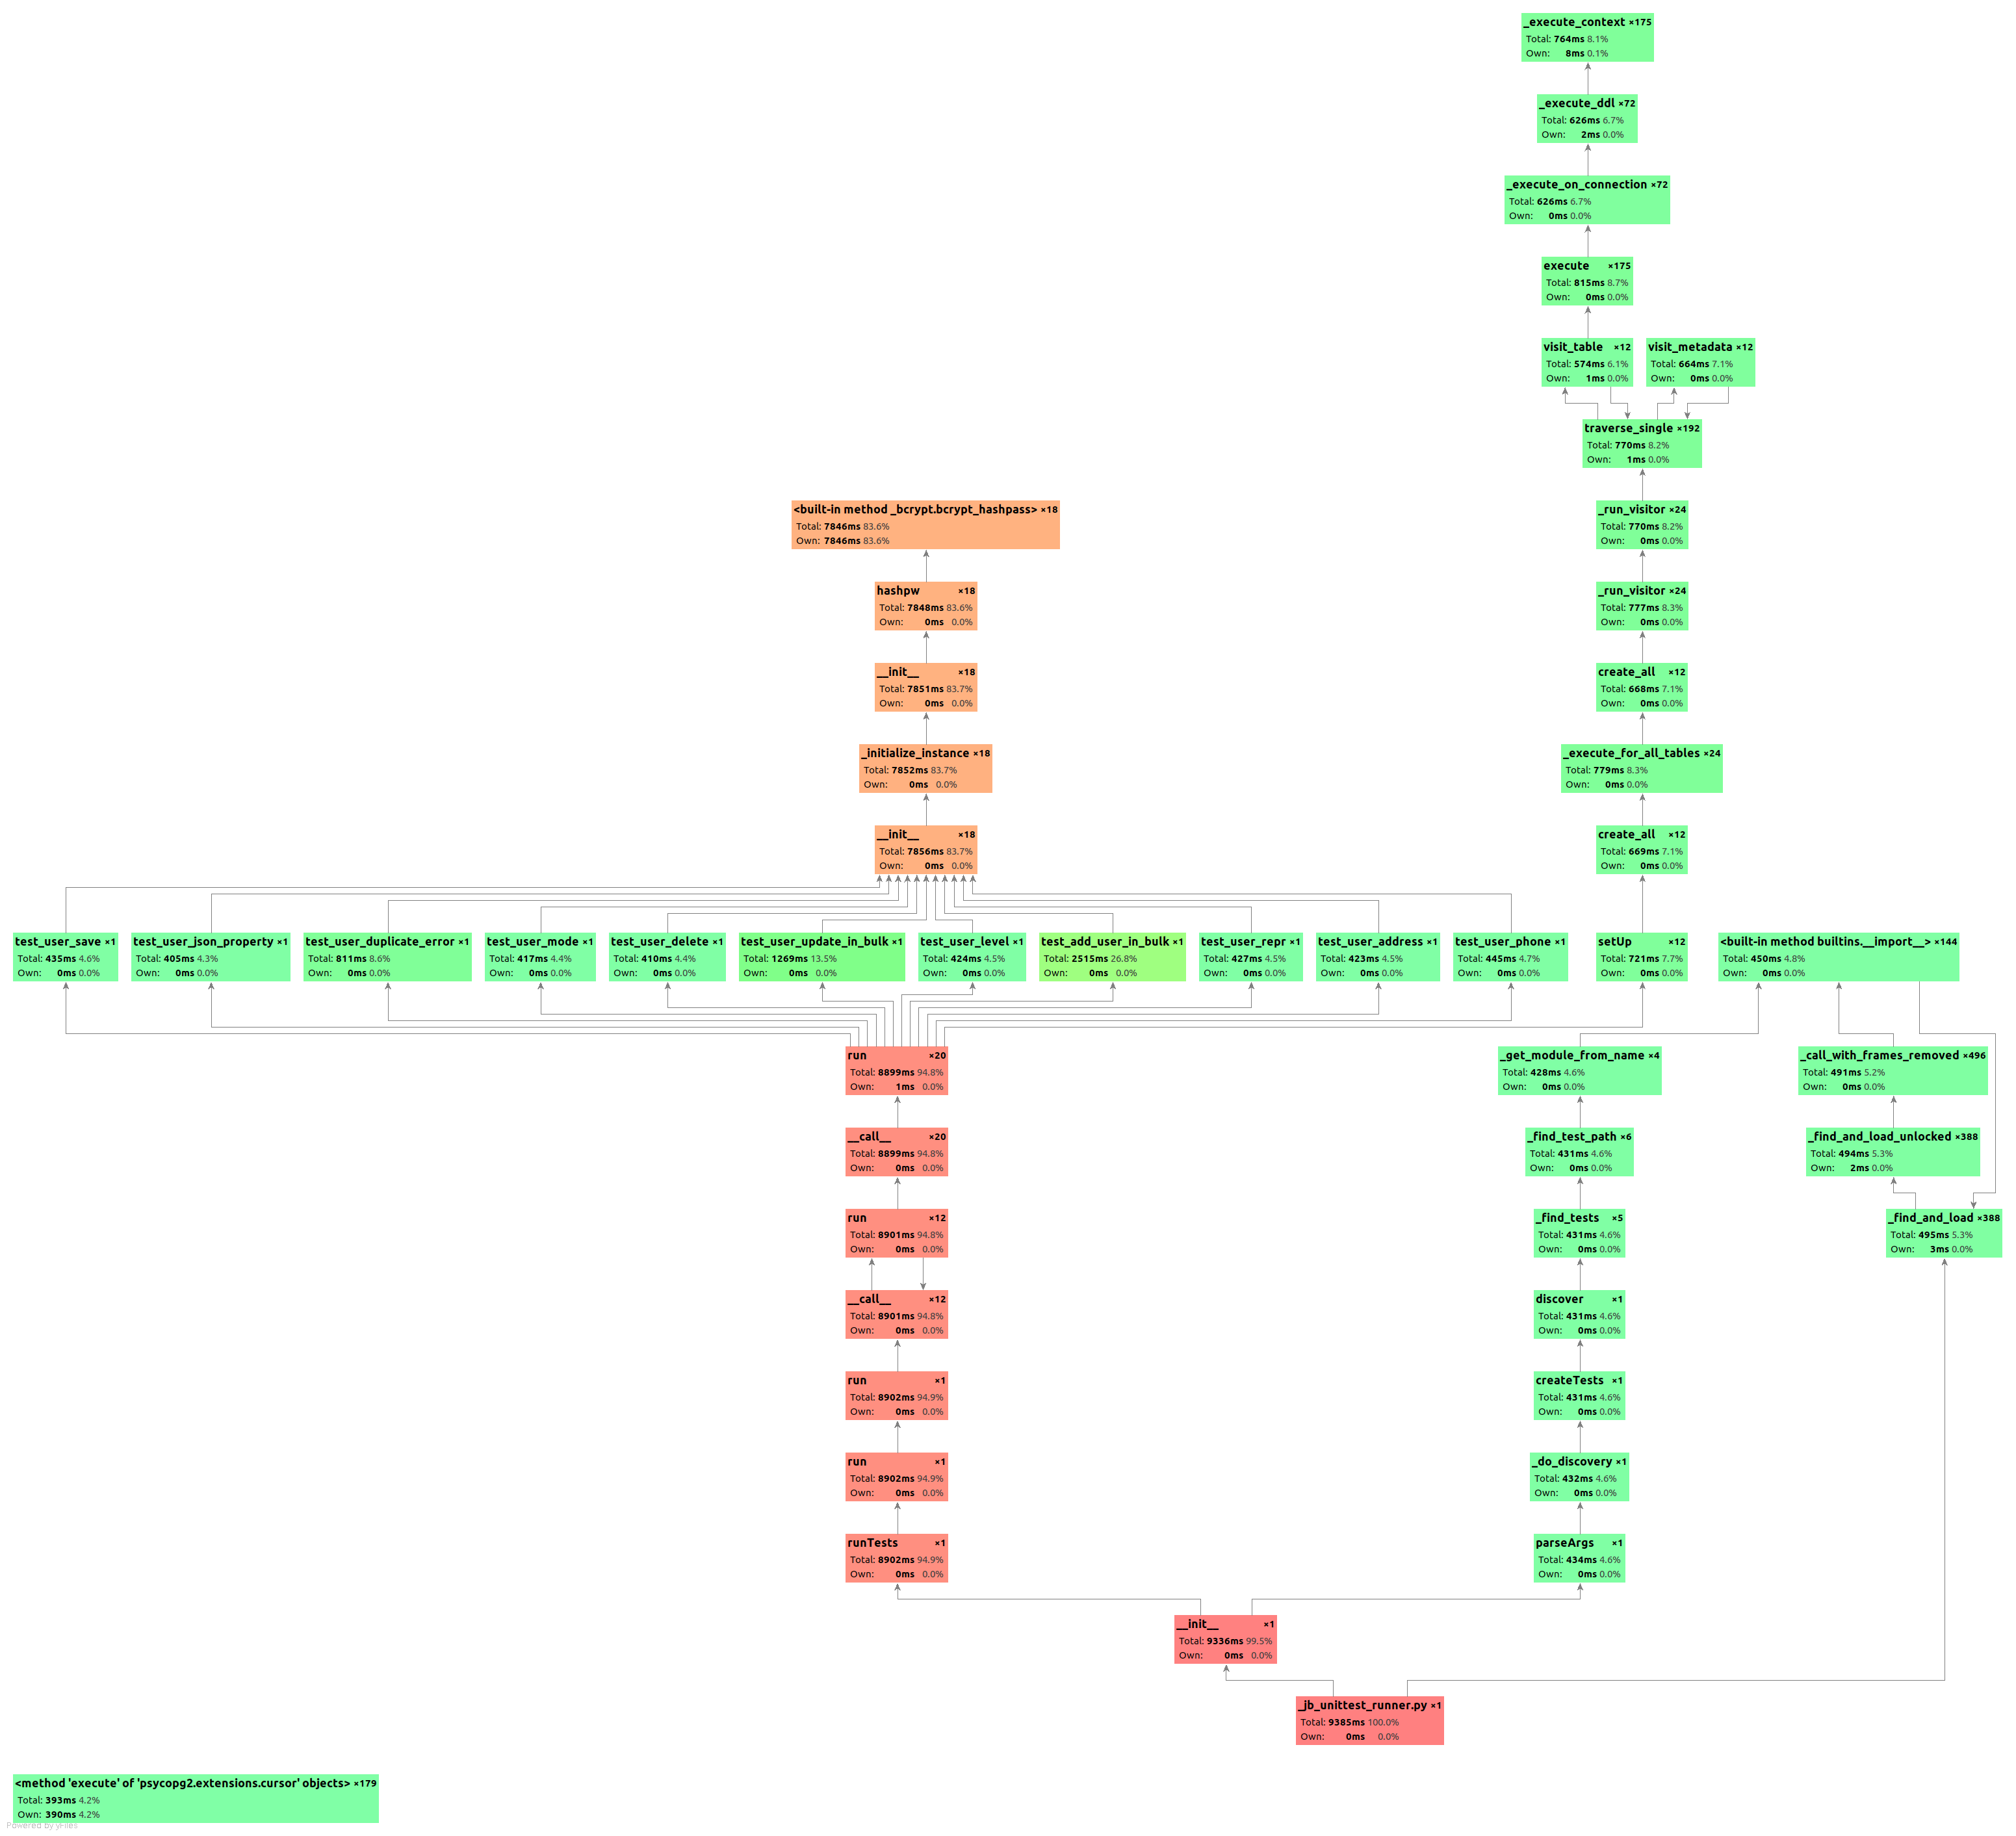 _execute_context ×175
Total: 764ms 8.1%
Own: 8ms 0.1%
_execute_ddl ×72
Total: 626ms 6.7%
Own: 2ms 0.0%
_execute_on_connection ×72
Total: 626ms 6.7%
Own: 0ms 0.0%
execute ×175
Total: 815ms 8.7%
Own: 0ms 0.0%
visit_table ×12
Total: 574ms 6.1%
Own: 1ms 0.0%
visit_metadata ×12
Total: 664ms 7.1%
Own: 0ms 0.0%
traverse_single ×192
Total: 770ms 8.2%
Own: 1ms 0.0%
<built-in method _bcrypt.bcrypt_hashpass> ×18
Total: 7846ms 83.6%
Own: 7846ms 83.6%
_run_visitor ×24
Total: 770ms 8.2%
Own: 0ms 0.0%
hashpw ×18
Total: 7848ms 83.6%
Own: 0ms 0.0%
_run_visitor ×24
Total: 777ms 8.3%
Own: 0ms 0.0%
__init__ ×18
Total: 7851ms 83.7%
Own: 0ms 0.0%
create_all ×12
Total: 668ms 7.1%
Own: 0ms 0.0%
_initialize_instance ×18
Total: 7852ms 83.7%
Own: 0ms 0.0%
_execute_for_all_tables ×24
Total: 779ms 8.3%
Own: 0ms 0.0%
__init__ ×18
Total: 7856ms 83.7%
Own: 0ms 0.0%
create_all ×12
Total: 669ms 7.1%
Own: 0ms 0.0%
test_user_save ×1
Total: 435ms 4.6%
Own: 0ms 0.0%
test_user_json_property ×1
Total: 405ms 4.3%
Own: 0ms 0.0%
test_user_duplicate_error ×1
Total: 811ms 8.6%
Own: 0ms 0.0%
test_user_mode ×1
Total: 417ms 4.4%
Own: 0ms 0.0%
test_user_delete ×1
Total: 410ms 4.4%
Own: 0ms 0.0%
test_user_update_in_bulk ×1
Total: 1269ms 13.5%
Own: 0ms 0.0%
test_user_level ×1
Total: 424ms 4.5%
Own: 0ms 0.0%
test_add_user_in_bulk ×1
Total: 2515ms 26.8%
Own: 0ms 0.0%
test_user_repr ×1
Total: 427ms 4.5%
Own: 0ms 0.0%
test_user_address ×1
Total: 423ms 4.5%
Own: 0ms 0.0%
test_user_phone ×1
Total: 445ms 4.7%
Own: 0ms 0.0%
setUp ×12
Total: 721ms 7.7%
Own: 0ms 0.0%
<built-in method builtins.__import__> ×144
Total: 450ms 4.8%
Own: 0ms 0.0%
run ×20
Total: 8899ms 94.8%
Own: 1ms 0.0%
_get_module_from_name ×4
Total: 428ms 4.6%
Own: 0ms 0.0%
_call_with_frames_removed ×496
Total: 491ms 5.2%
Own: 0ms 0.0%
__call__ ×20
Total: 8899ms 94.8%
Own: 0ms 0.0%
_find_test_path ×6
Total: 431ms 4.6%
Own: 0ms 0.0%
_find_and_load_unlocked ×388
Total: 494ms 5.3%
Own: 2ms 0.0%
run ×12
Total: 8901ms 94.8%
Own: 0ms 0.0%
_find_tests ×5
Total: 431ms 4.6%
Own: 0ms 0.0%
_find_and_load ×388
Total: 495ms 5.3%
Own: 3ms 0.0%
__call__ ×12
Total: 8901ms 94.8%
Own: 0ms 0.0%
discover ×1
Total: 431ms 4.6%
Own: 0ms 0.0%
run ×1
Total: 8902ms 94.9%
Own: 0ms 0.0%
createTests ×1
Total: 431ms 4.6%
Own: 0ms 0.0%
run ×1
Total: 8902ms 94.9%
Own: 0ms 0.0%
_do_discovery ×1
Total: 432ms 4.6%
Own: 0ms 0.0%
runTests ×1
Total: 8902ms 94.9%
Own: 0ms 0.0%
parseArgs ×1
Total: 434ms 4.6%
Own: 0ms 0.0%
__init__ ×1
Total: 9336ms 99.5%
Own: 0ms 0.0%
_jb_unittest_runner.py ×1
Total: 9385ms 100.0%
Own: 0ms 0.0%
<method 'execute' of 'psycopg2.extensions.cursor' objects> ×179
Total: 393ms 4.2%
Own: 390ms 4.2%
Powered by yFiles